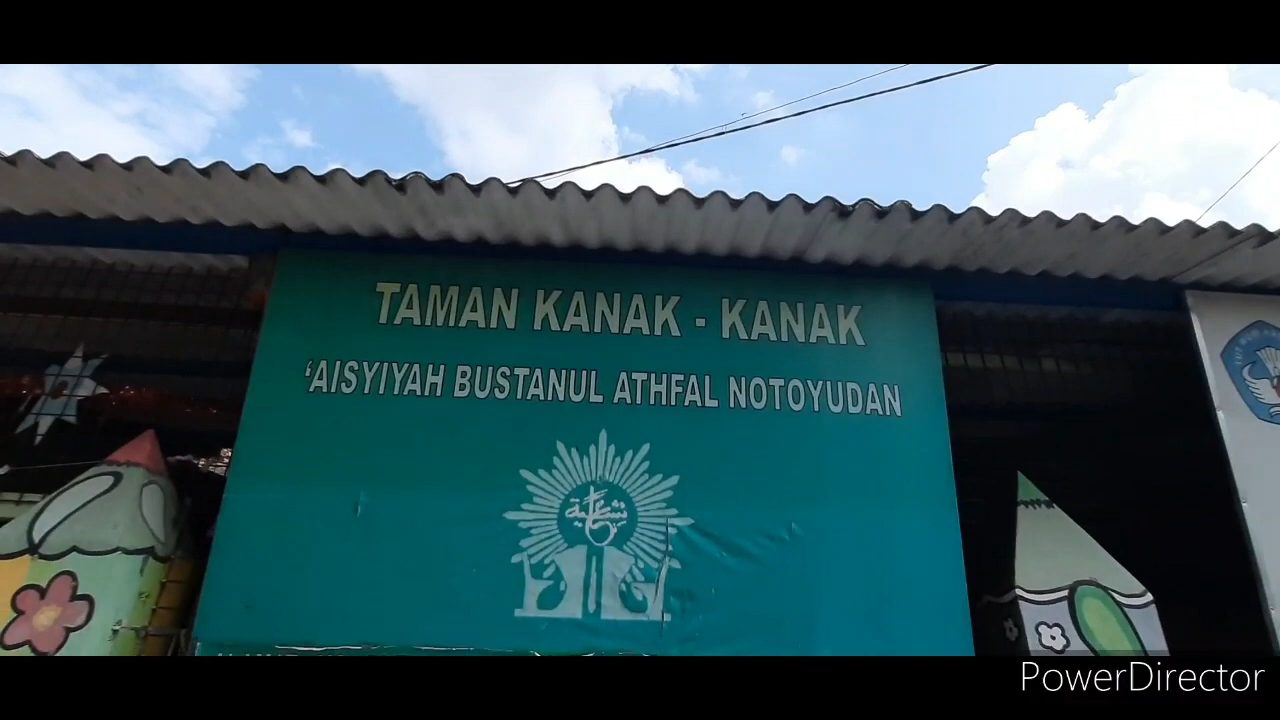 TAMAN KANAK - KANAK
'AISYIYAH BUSTANUL ATHFAL NOTOYUDAN
PowerDirector